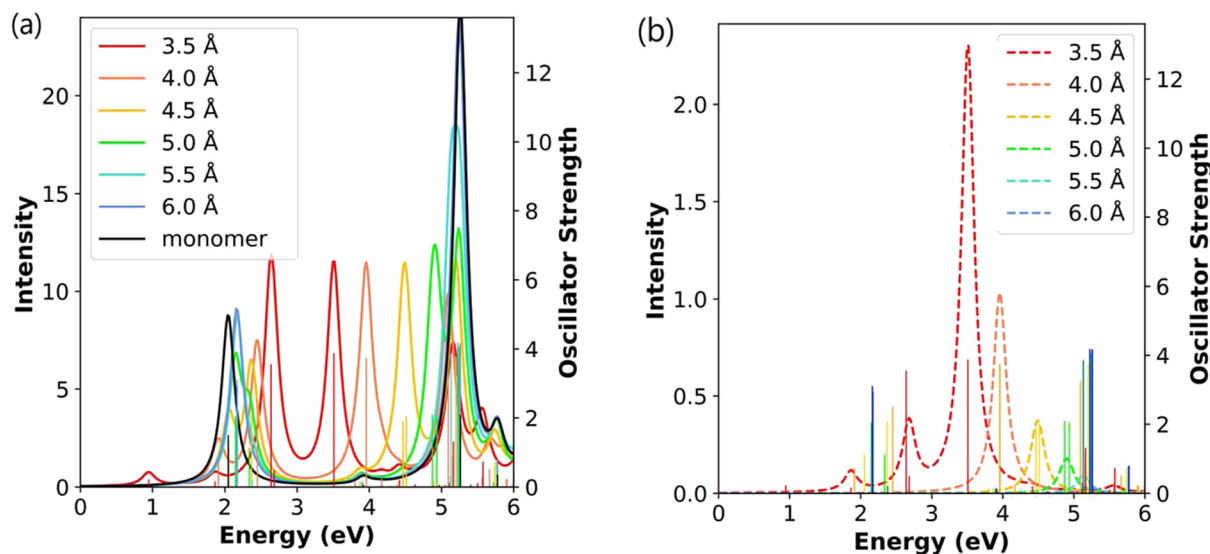 (a)
3.5 Å
4.0 Å
4.5 Å
5.0 Å
5.5 Å
6.0 Å
monomer
Intensity
20
15
10
5
0
0 1 2 3 4 5 6
Energy (eV)
12
10
8
6
4
2
0
Oscillator Strength
(b)
3.5 Å
4.0 Å
4.5 Å
5.0 Å
5.5 Å
6.0 Å
Intensity
2.0
1.5
1.0
0.5
0.0
0 1 2 3 4 5 6
Energy (eV)
12
10
8
6
4
2
0
Oscillator Strength